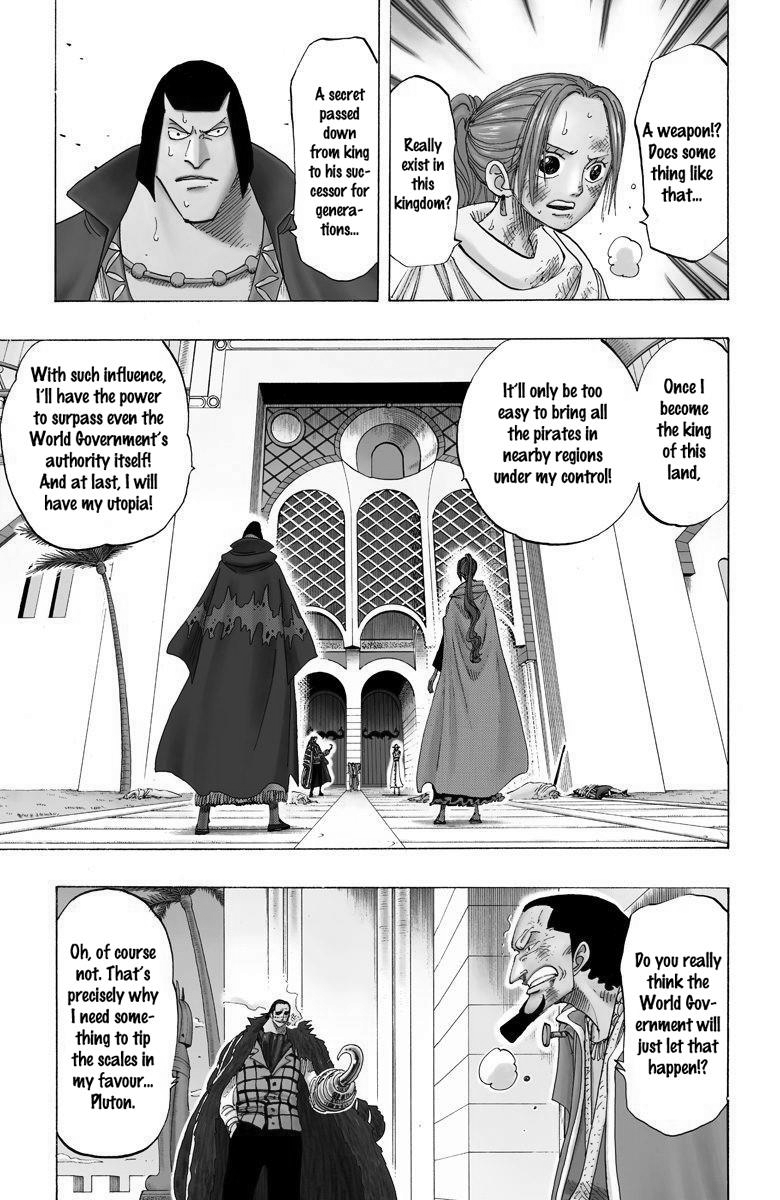 A weapon!?
Does some
thing like
that...
Really
exist in
this
kingdom?
A secret
passed
down
from king
to his suc-
cessor for
genera-
tions...
Once I
become
the king
of this
land,
It'll only be too
easy to bring all
the pirates in
nearby regions
under my control!
With such influence,
I'll have the power
to surpass even the
World Government's
authority itself!
And at last, I will
have my utopia!
Do you really
think the
World Gov-
ernment will
just let that
happen!?
Oh, of course
not. That's
precisely why
I need some-
thing to tip
the scales in
my favour...
Pluton.